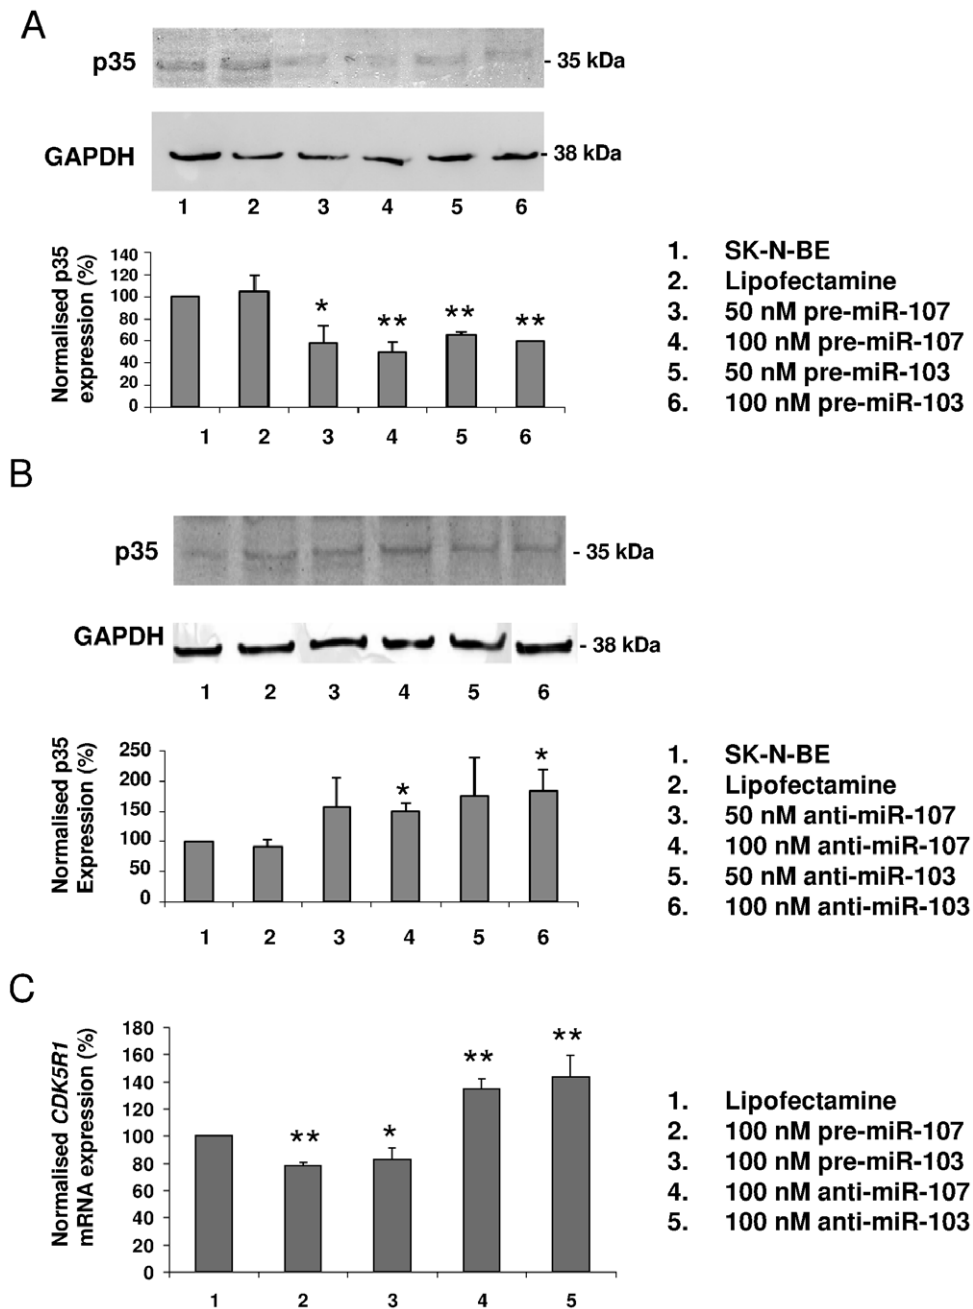 A
p35
- 35 kDa
GAPDH
- 38 kDa
1 2 3 4 5 6
Normalised p35
expression (%)
140
120
100
80
60
40
20
0
* ** ** **
1 2 3 4 5 6
1. SK-N-BE
2. Lipofectamine
3. 50 nM pre-miR-107
4. 100 nM pre-miR-107
5. 50 nM pre-miR-103
6. 100 nM pre-miR-103
B
p35
- 35 kDa
GAPDH
- 38 kDa
1 2 3 4 5 6
Normalised p35
Expression (%)
250
200
150
100
50
0
* *
1 2 3 4 5 6
1. SK-N-BE
2. Lipofectamine
3. 50 nM anti-miR-107
4. 100 nM anti-miR-107
5. 50 nM anti-miR-103
6. 100 nM anti-miR-103
C
Normalised CDK5R1
mRNA expression (%)
180
160
140
120
100
80
60
40
20
0
** * ** **
1 2 3 4 5
1. Lipofectamine
2. 100 nM pre-miR-107
3. 100 nM pre-miR-103
4. 100 nM anti-miR-107
5. 100 nM anti-miR-103